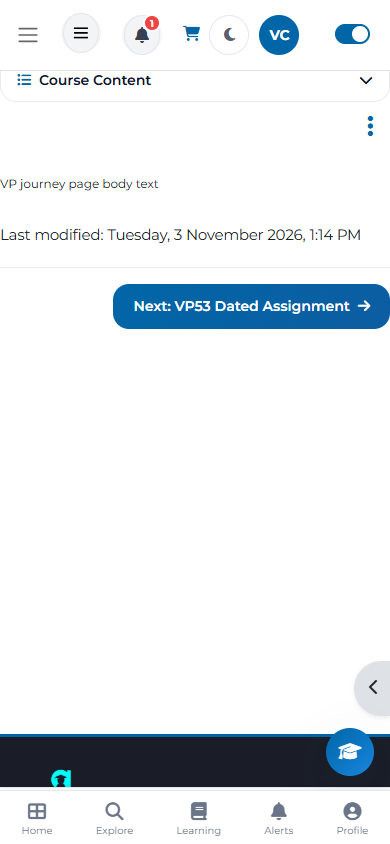 1
VC
Course Content
VP journey page body text
Last modified: Tuesday, 3 November 2026, 1:14 PM
Next: VP53 Dated Assignment
Home
Explore
Learning
Alerts
Profile